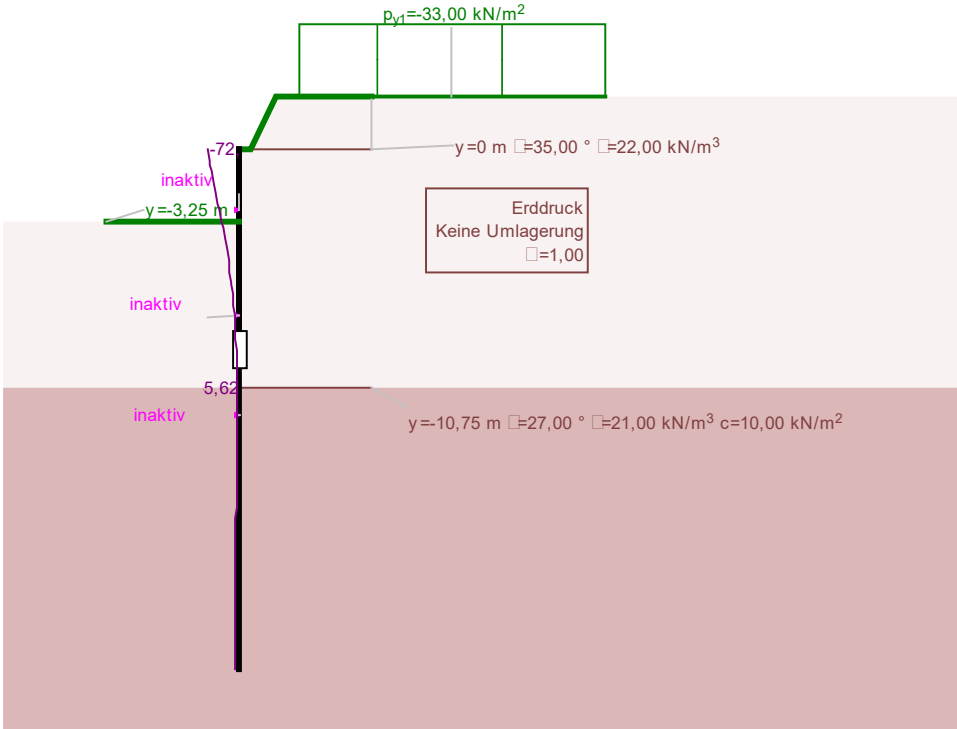 py1=-33,00 kN/m²
y=0 m □=35,00 ° □=22,00 kN/m³
-72
inaktiv
Erddruck
y=-3,25 m
Keine Umlagerung
□=1,00
inaktiv
5,62
inaktiv
y=-10,75 m □=27,00 ° □=21,00 kN/m³ c=10,00 kN/m²